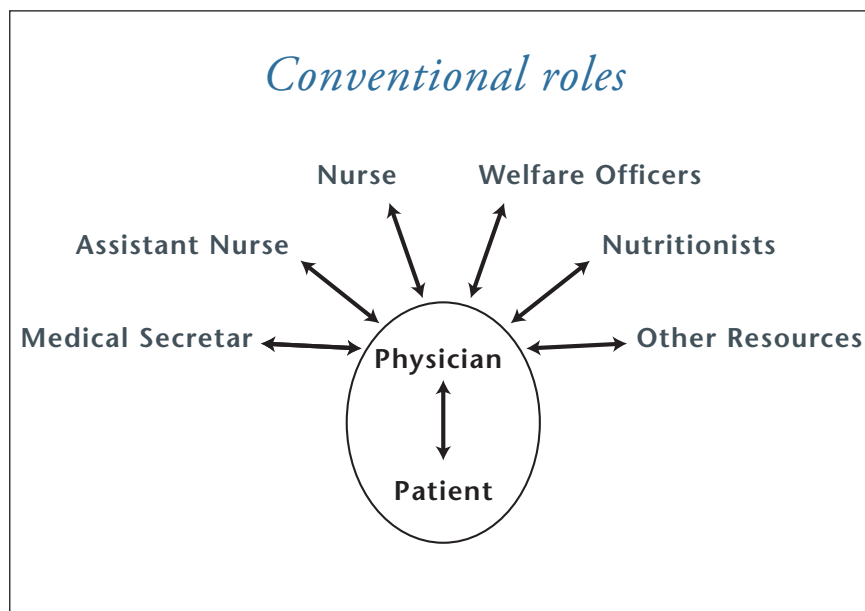 Conventional roles
Nurse
Welfare Officers
Assistant Nurse
Nutritionists
Medical Secretar
Other Resources
Physician
Patient